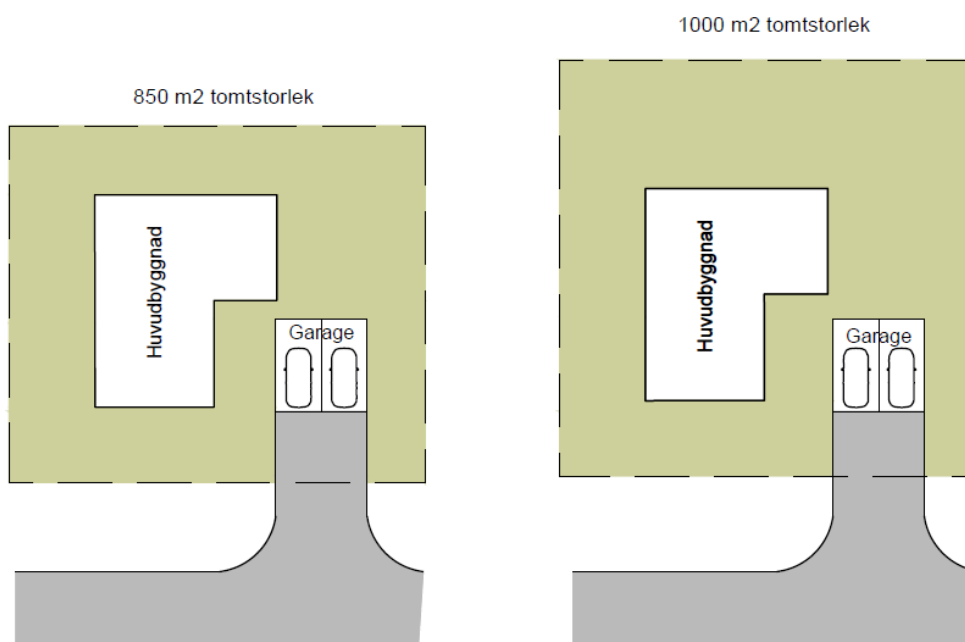 850 m2 tomtstorlek
Huvudbyggnad
Garage
1000 m2 tomtstorlek
Huvudbyggnad
Garage